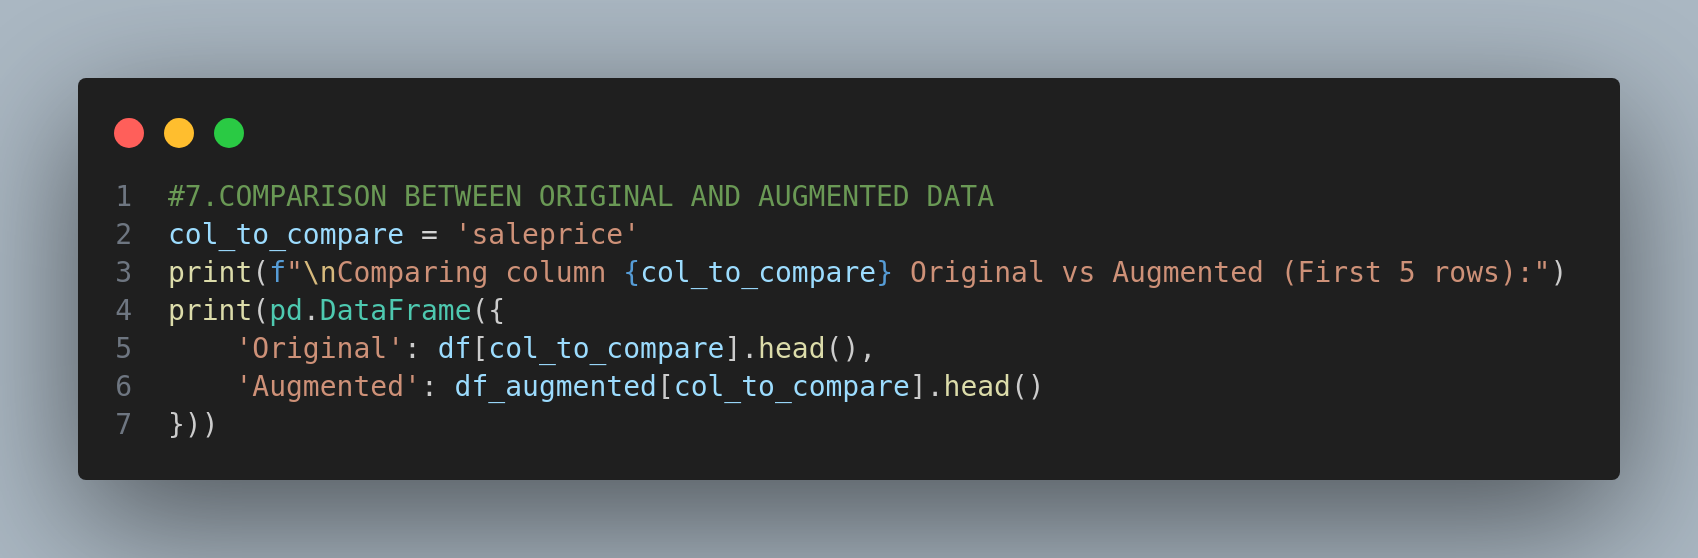 1 #7.COMPARISON BETWEEN ORIGINAL AND AUGMENTED DATA
2 col_to_compare = 'saleprice'
3 print(f"\nComparing column {col_to_compare} Original vs Augmented (First 5 rows):")
4 print(pd.DataFrame({
5     'Original': df[col_to_compare].head(),
6     'Augmented': df_augmented[col_to_compare].head()
7 }))